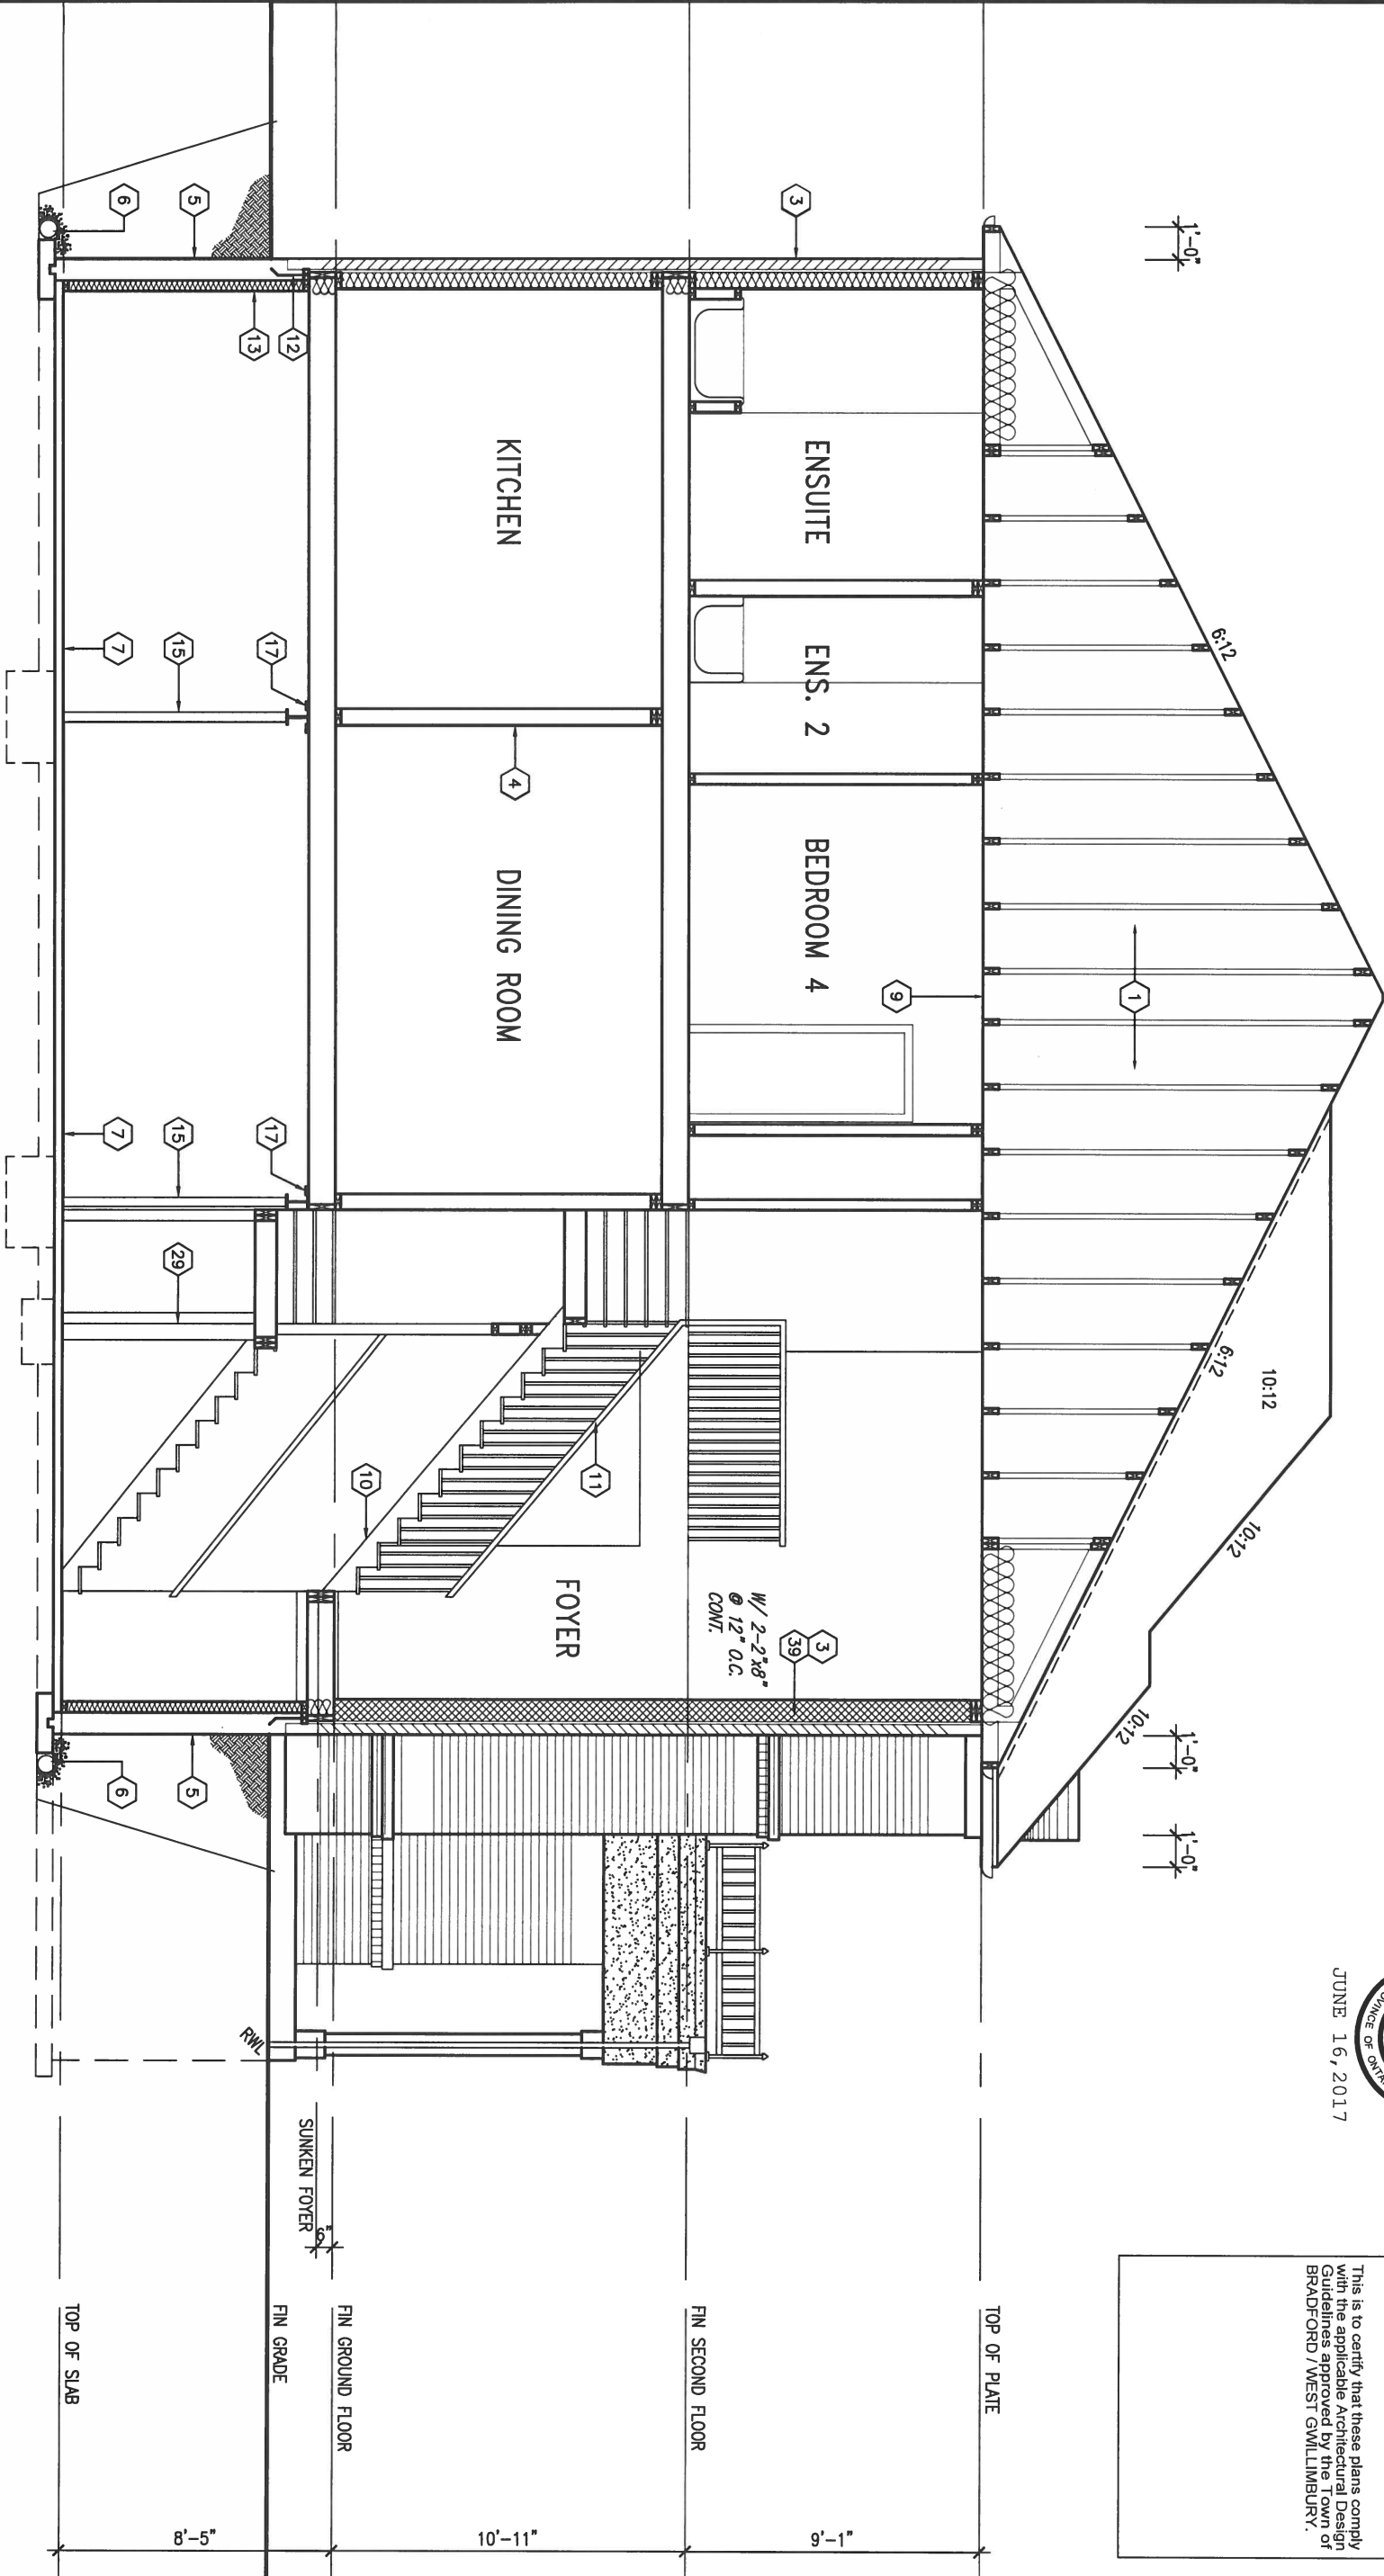 PROVINCE OF ONTA
JUNE 16, 2017
This is to certify that these plans comply
with the applicable Architectural Design
Guidelines approved by the Town of
BRADFORD / WEST GWILLIMBURY.
1'-0"
1'-0"
1'-0"
6:12
6:12
10:12
10:12
10:12
1
9
3
ENSUITE
ENS. 2
BEDROOM 4
3
39
W/ 2-2"x8"
@ 12" O.C.
CONT.
KITCHEN
4
DINING ROOM
11
10
FOYER
12
13
17
17
5
15
15
29
5
6
7
7
6
RWL
SUNKEN FOYER
6"
TOP OF PLATE
9'-1"
FIN SECOND FLOOR
10'-11"
FIN GROUND FLOOR
FIN GRADE
8'-5"
TOP OF SLAB